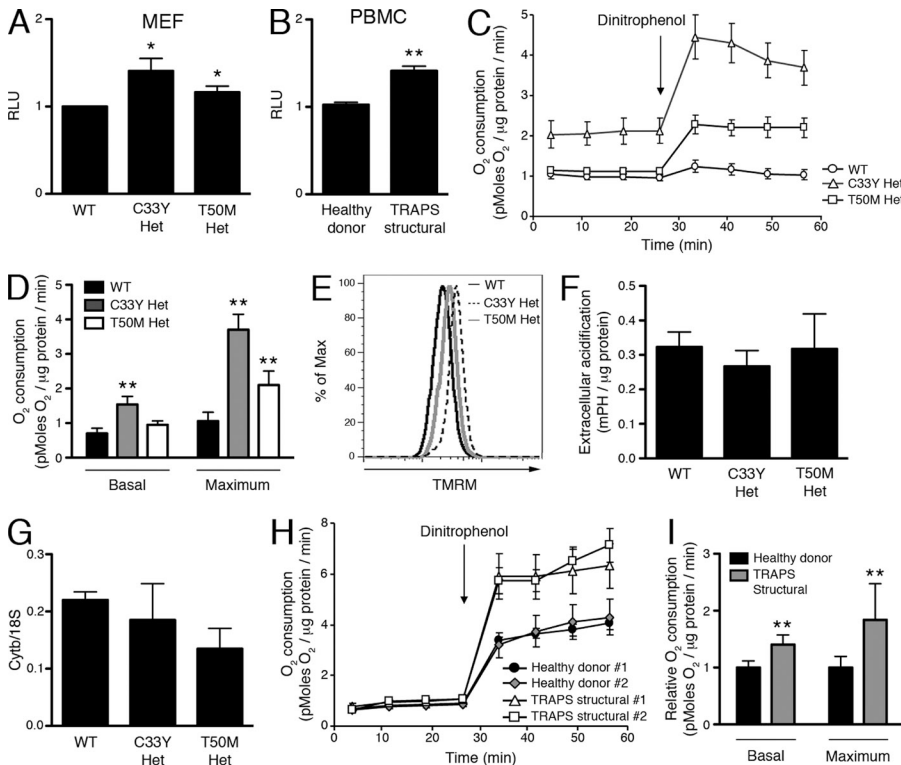 A
MEF
RLU
2
1
0
*
*
WT
C33Y
Het
T50M
Het
B
PBMC
RLU
2
1
0
**
Healthy
donor
TRAPS
structural
C
Dinitrophenol
O2 consumption
(pMoles O2 / μg protein / min)
5
4
3
2
1
0
0 10 20 30 40 50 60
Time (min)
WT
C33Y Het
T50M Het
D
WT
C33Y Het
T50M Het
O2 consumption
(pMoles O2 / μg protein / min)
5
4
3
2
1
0
**
**
**
Basal
Maximum
E
WT
C33Y Het
T50M Het
% of Max
100
80
60
40
20
0
TMRM
F
Extracellular acidification
(mPH / μg protein)
0.5
0.4
0.3
0.2
0.1
0.0
WT
C33Y
Het
T50M
Het
G
Cytb/18S
0.3
0.2
0.1
0.0
WT
C33Y
Het
T50M
Het
H
Dinitrophenol
O2 consumption
(pMoles O2 / μg protein / min)
8
6
4
2
0
0 10 20 30 40 50 60
Time (min)
Healthy donor #1
Healthy donor #2
TRAPS structural #1
TRAPS structural #2
I
Healthy donor
TRAPS
Structural
Relative O2 consumption
(pMoles O2 / μg protein / min)
3
2
1
0
**
**
Basal
Maximum